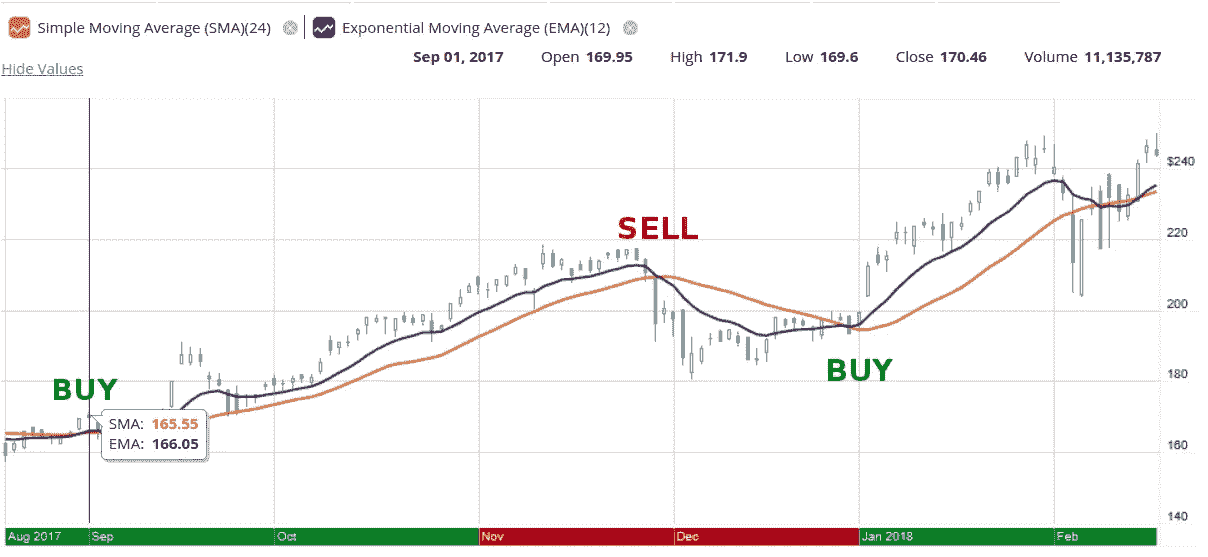 Simple Moving Average (SMA)(24) Exponential Moving Average (EMA)(12)
Sep 01, 2017 Open 169.95 High 171.9 Low 169.6 Close 170.46 Volume 11,135,787
Hide Values
$240
SELL
220
200
BUY
180
BUY
SMA: 165.55
EMA: 166.05
160
140
Aug 2017 Sep Oct Nov Dec Jan 2018 Feb